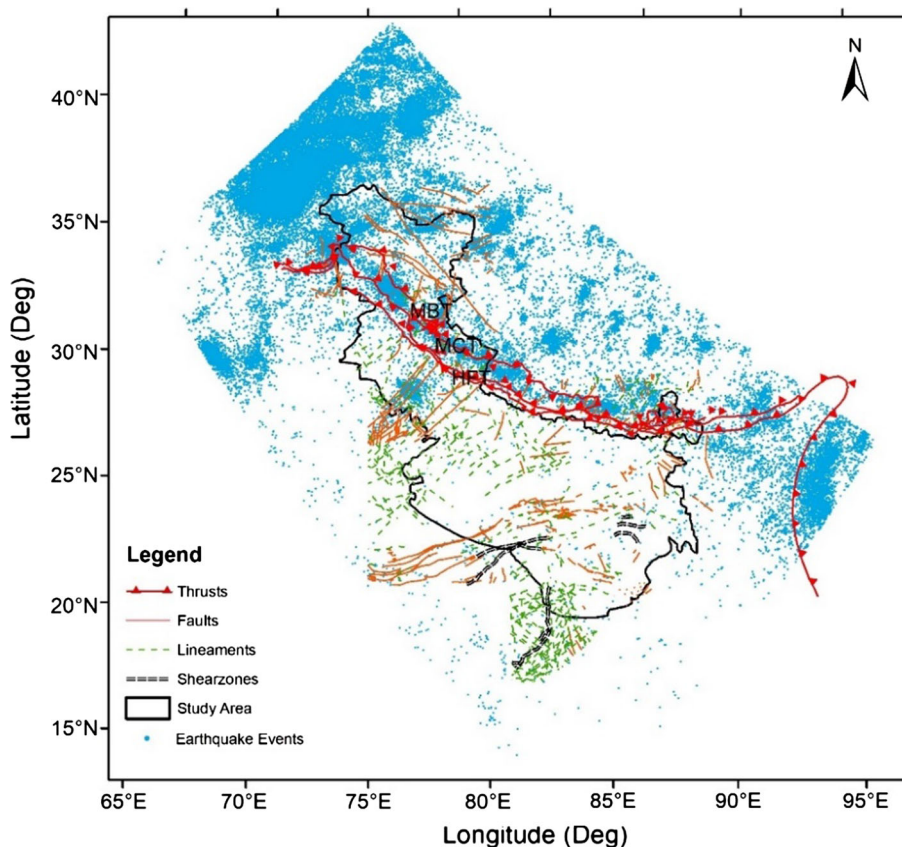 N
40°N
35°N
30°N
25°N
20°N
15°N
Latitude (Deg)
MBT
MCT
HFT
Legend
Thrusts
Faults
Lineaments
Shearzones
Study Area
Earthquake Events
65°E
70°E
75°E
80°E
85°E
90°E
95°E
Longitude (Deg)